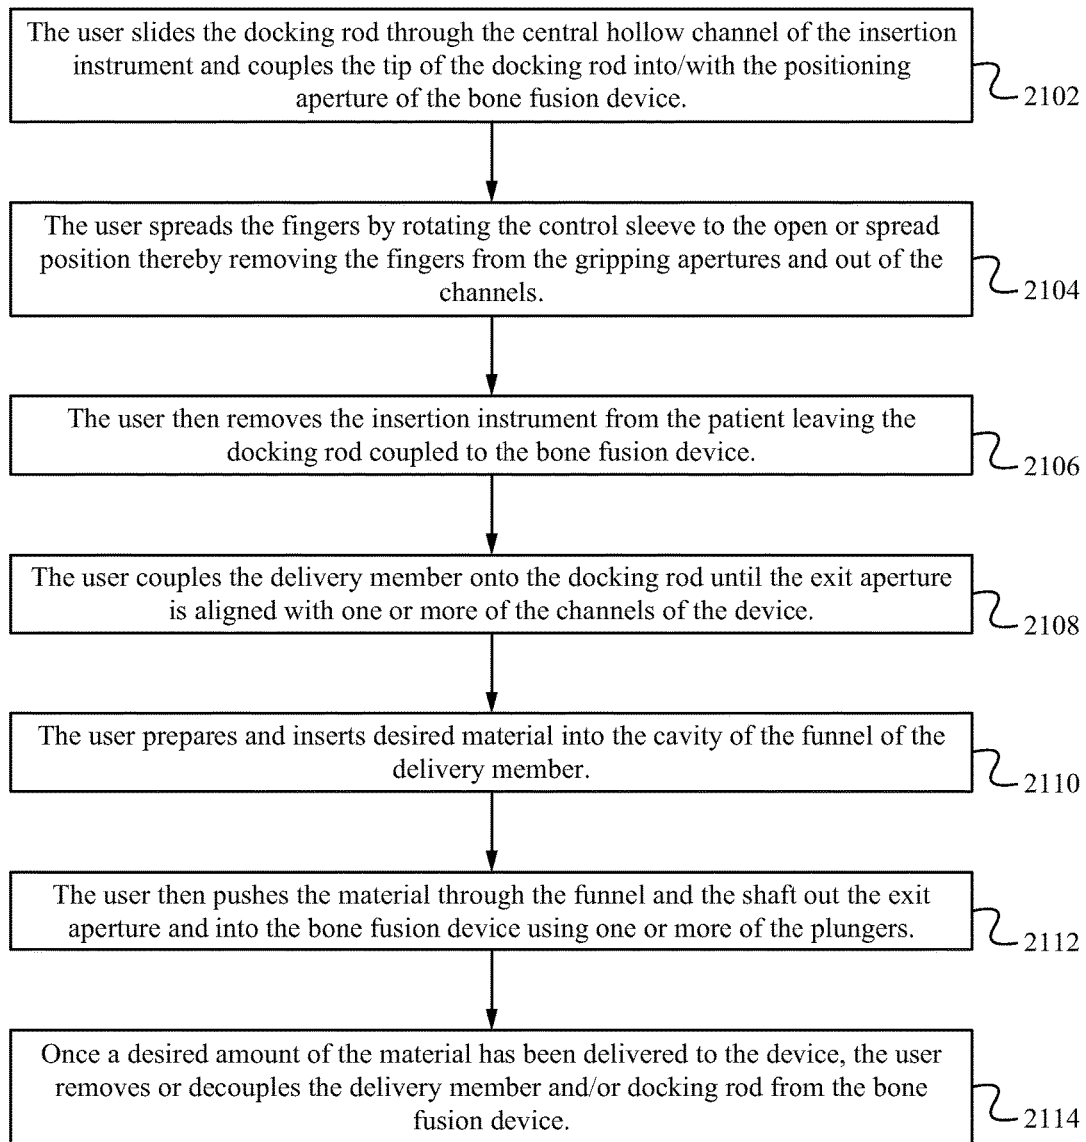 The user slides the docking rod through the central hollow channel of the insertion
instrument and couples the tip of the docking rod into/with the positioning
aperture of the bone fusion device.
2102
The user spreads the fingers by rotating the control sleeve to the open or spread
position thereby removing the fingers from the gripping apertures and out of the
channels.
2104
The user then removes the insertion instrument from the patient leaving the
docking rod coupled to the bone fusion device.
2106
The user couples the delivery member onto the docking rod until the exit aperture
is aligned with one or more of the channels of the device.
2108
The user prepares and inserts desired material into the cavity of the funnel of the
delivery member.
2110
The user then pushes the material through the funnel and the shaft out the exit
aperture and into the bone fusion device using one or more of the plungers.
2112
Once a desired amount of the material has been delivered to the device, the user
removes or decouples the delivery member and/or docking rod from the bone
fusion device.
2114